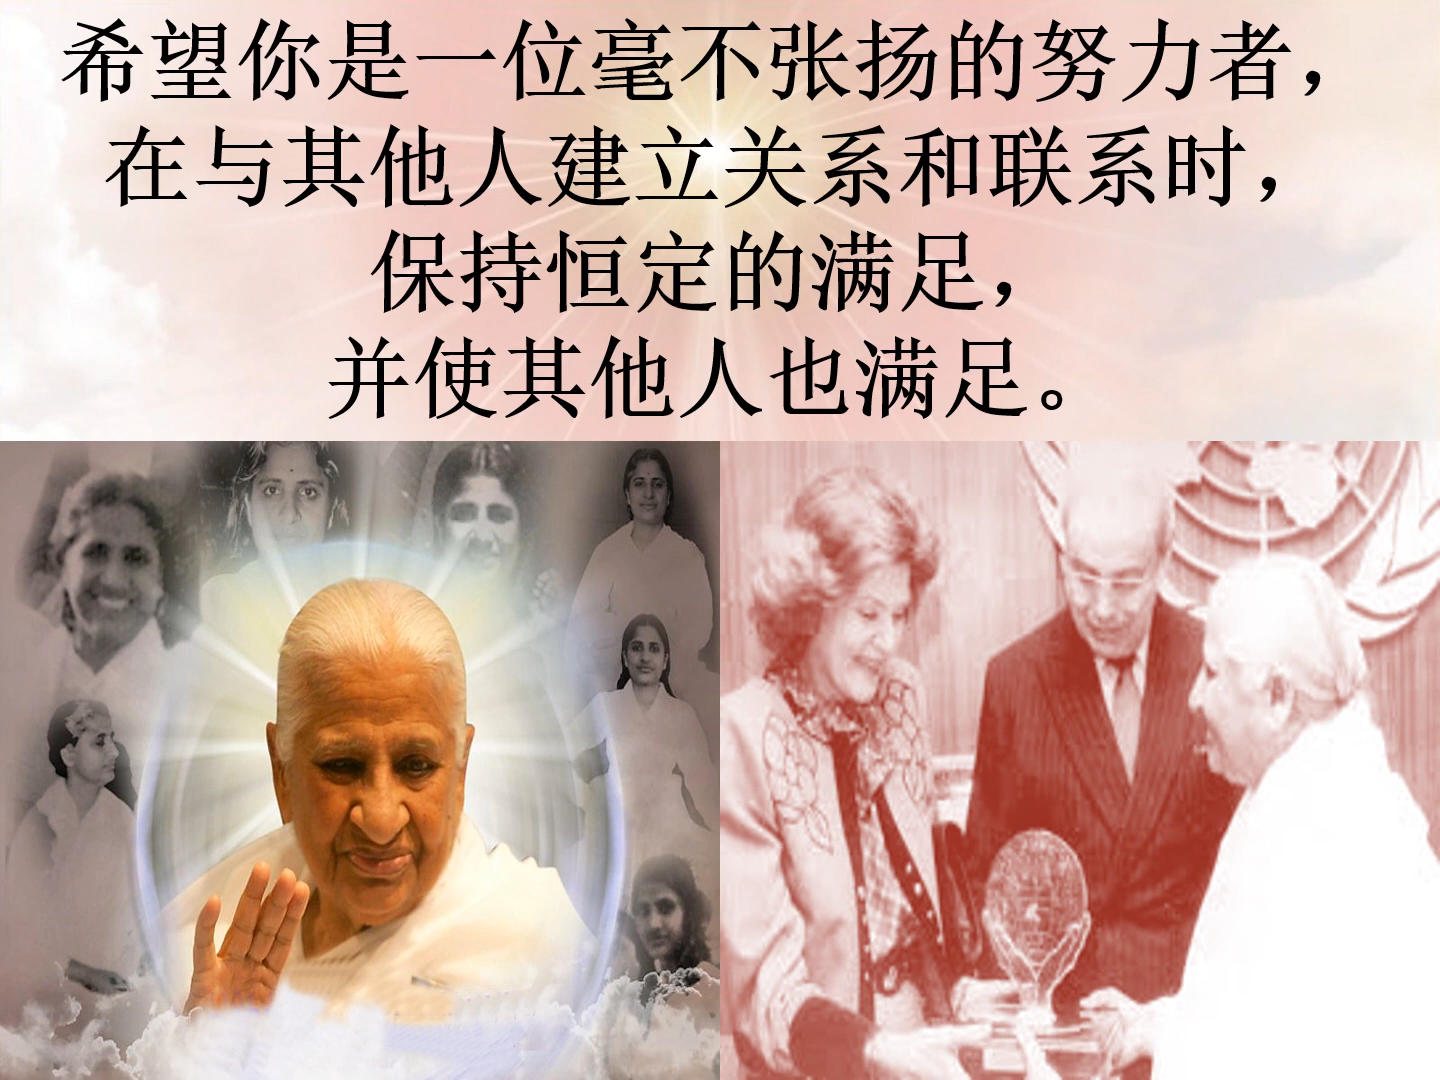 希望你是一位毫不张扬的努力者，
在与其他人建立关系和联系时，
保持恒定的满足，
并使其他人也满足。